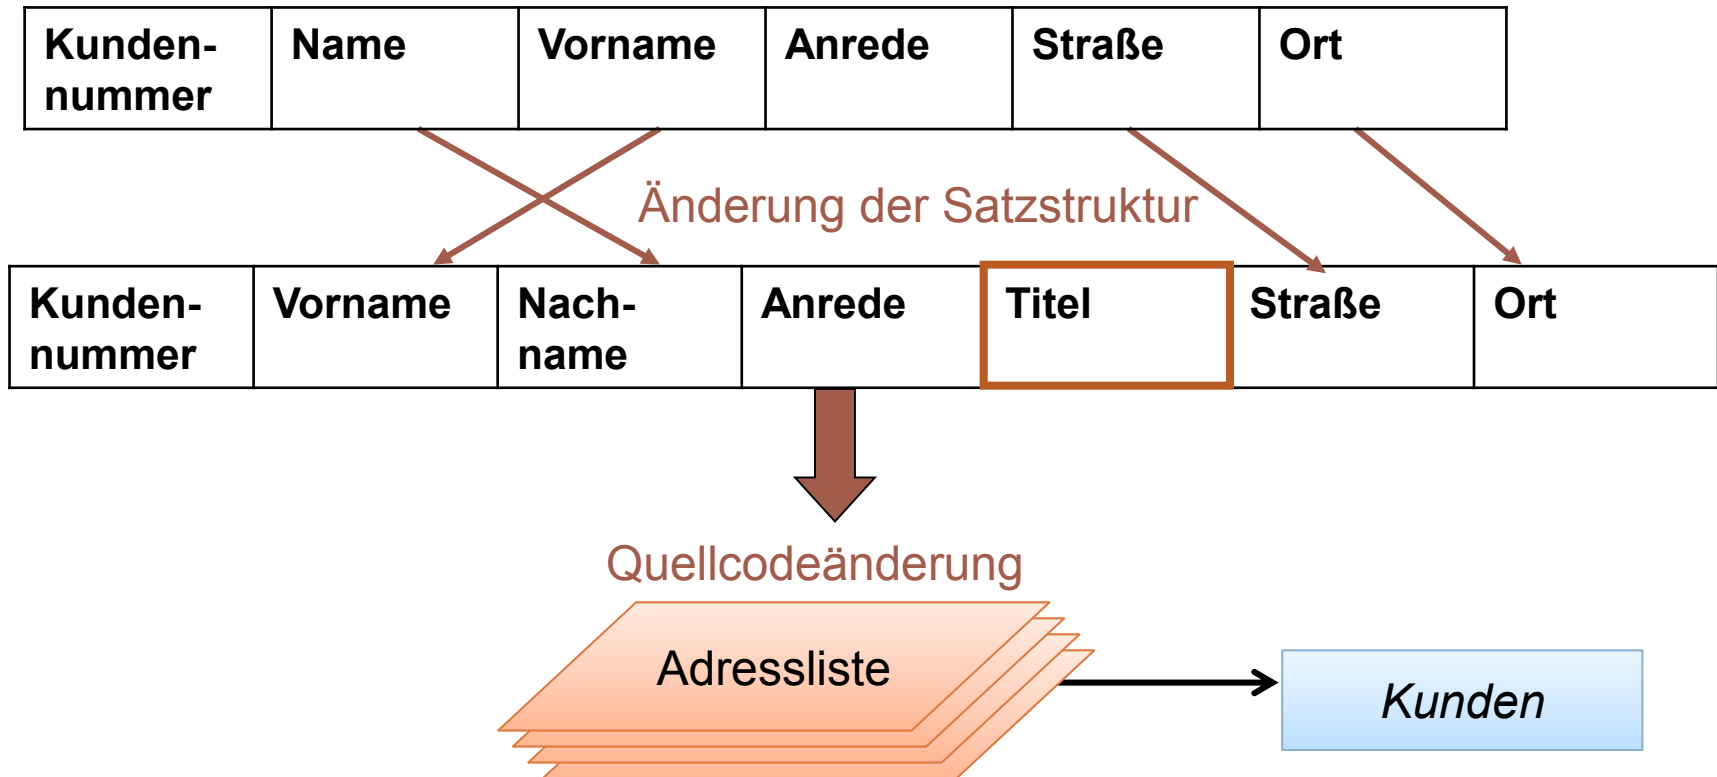 Kunden- Name Vorname Anrede Straße Ort
nummer
Änderung der Satzstruktur
Kunden- Vorname Nach- Anrede Titel Straße Ort
nummer name
Quellcodeänderung
Adressliste
Kunden